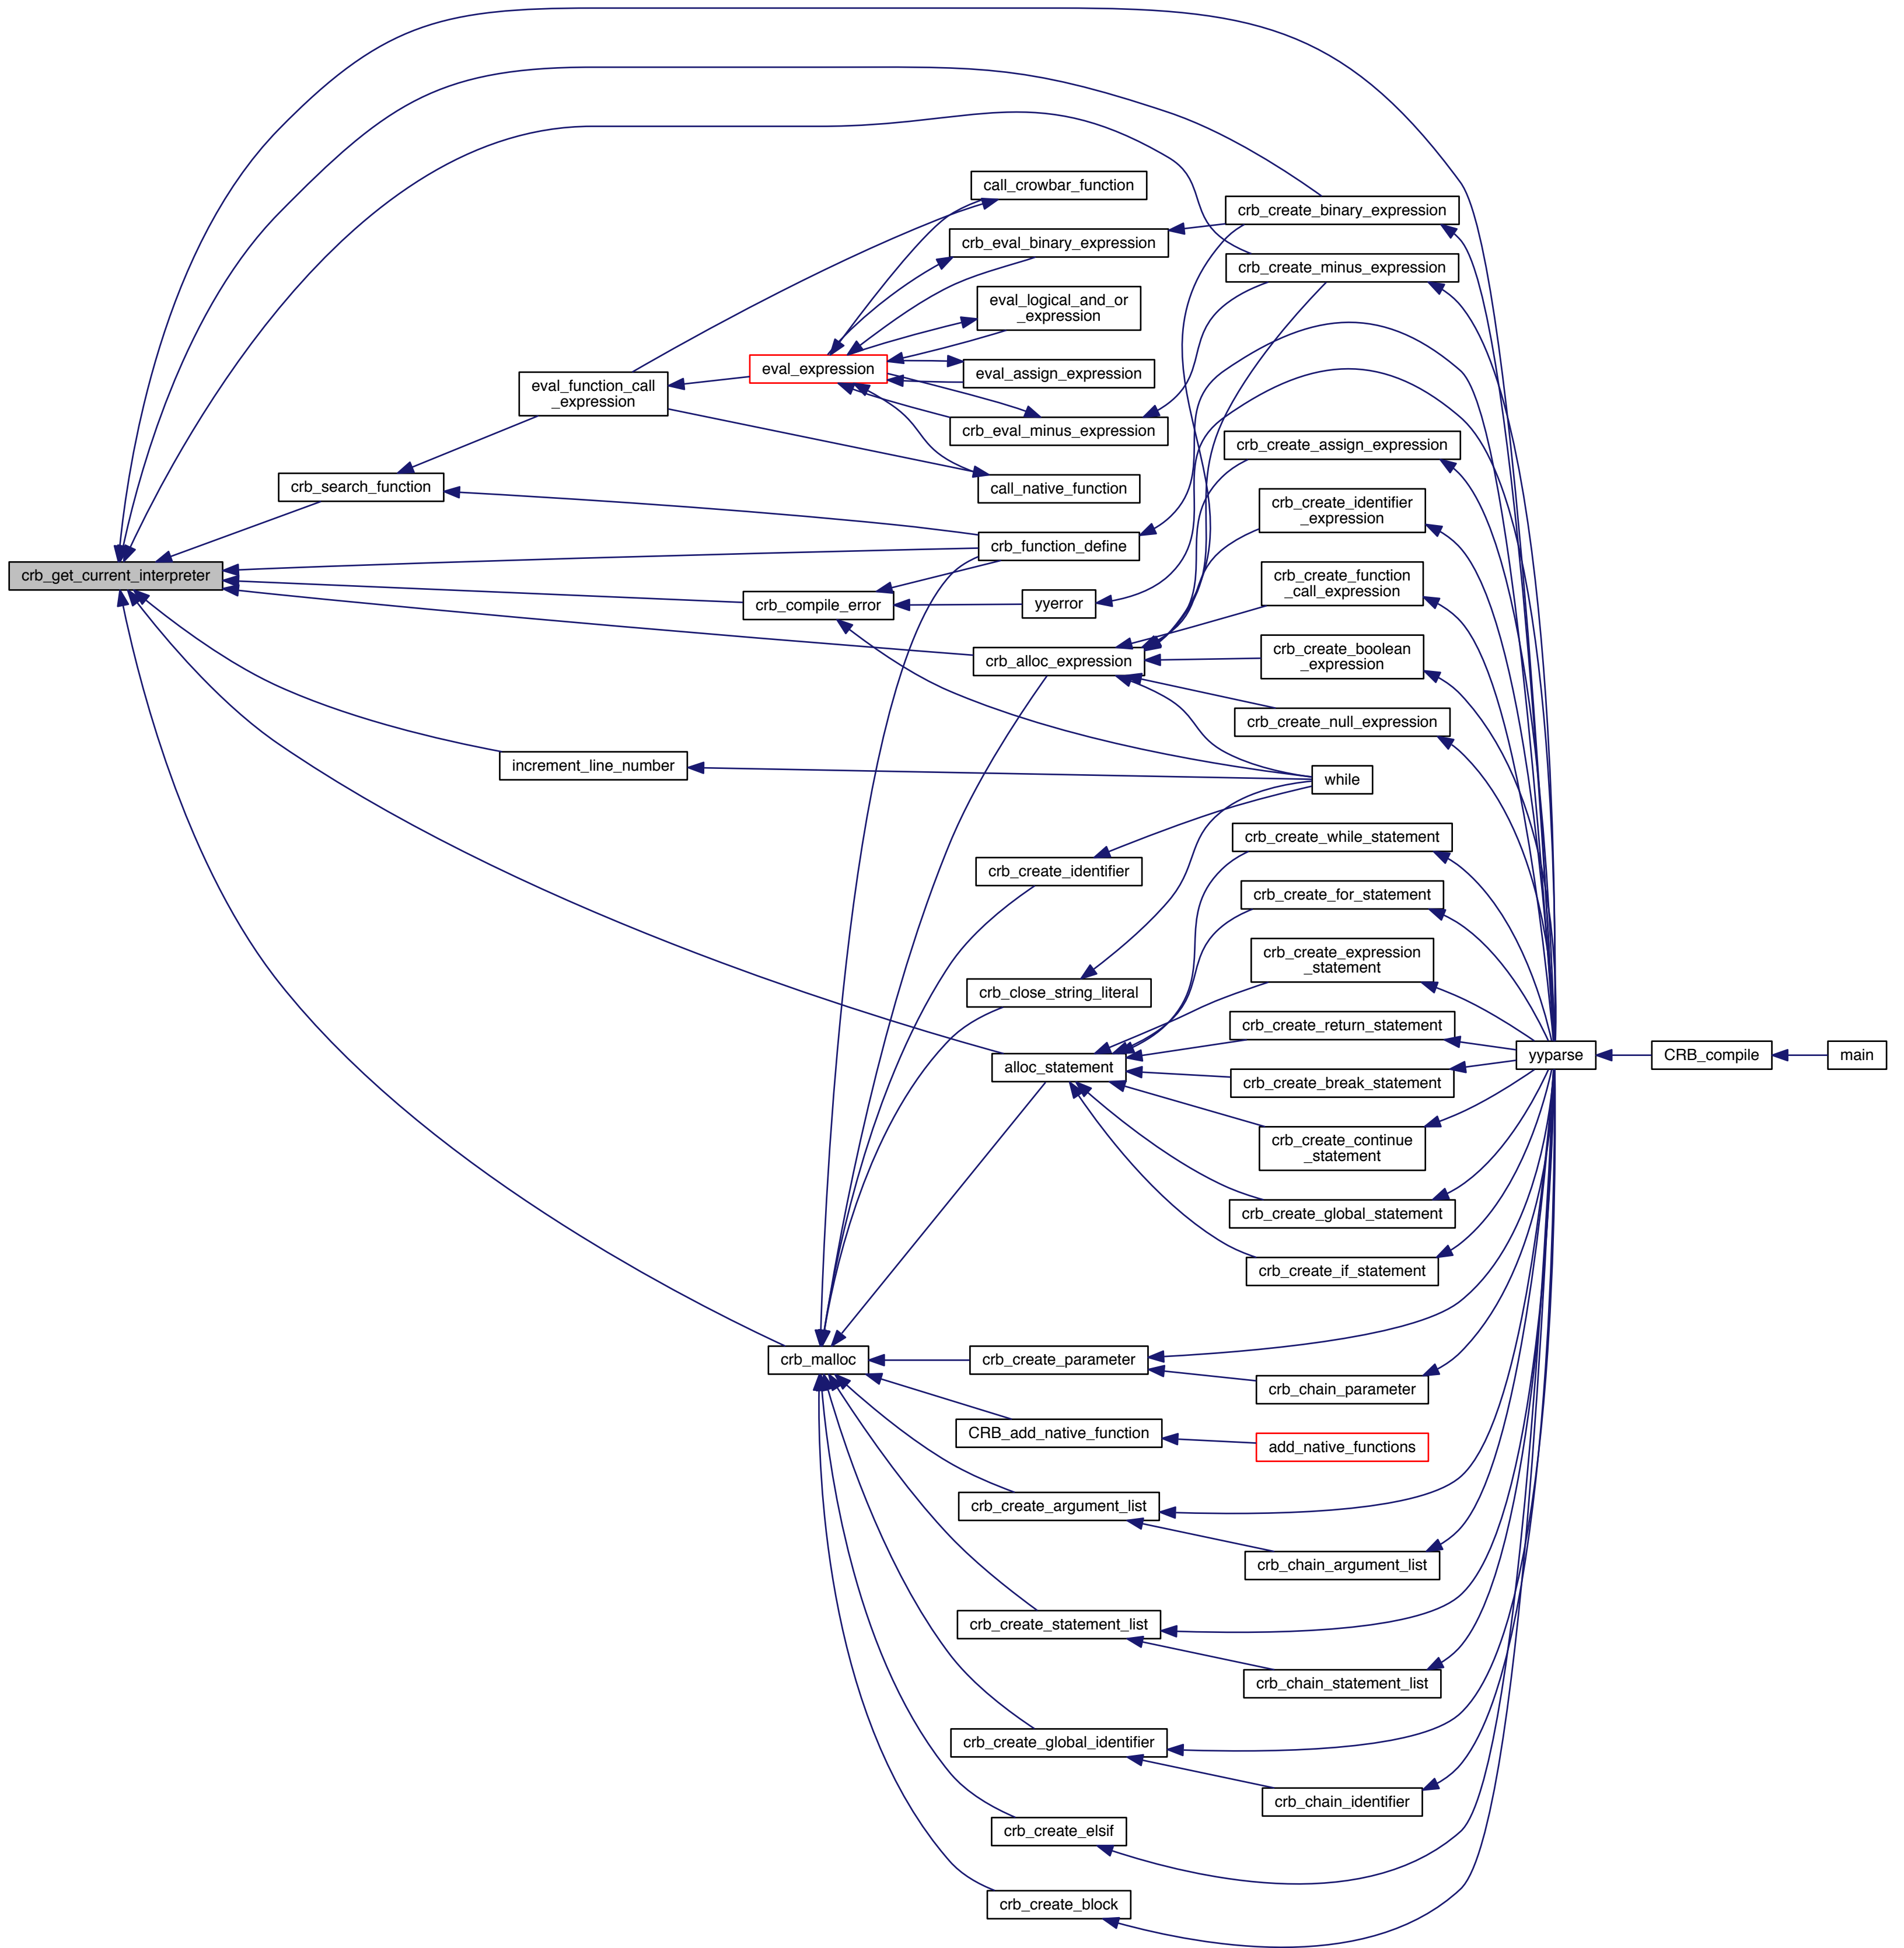 call_crowbar_function
crb_create_binary_expression
crb_eval_binary_expression
crb_create_minus_expression
eval_logical_and_or
_expression
eval_expression
eval_assign_expression
eval_function_call
_expression
crb_eval_minus_expression
crb_create_assign_expression
crb_search_function
call_native_function
crb_create_identifier
_expression
crb_function_define
crb_get_current_interpreter
crb_create_function
_call_expression
crb_compile_error
yyerror
crb_alloc_expression
crb_create_boolean
_expression
crb_create_null_expression
increment_line_number
while
crb_create_while_statement
crb_create_identifier
crb_create_for_statement
crb_create_expression
_statement
crb_close_string_literal
crb_create_return_statement
alloc_statement
yyparse
CRB_compile
main
crb_create_break_statement
crb_create_continue
_statement
crb_create_global_statement
crb_create_if_statement
crb_malloc
crb_create_parameter
crb_chain_parameter
CRB_add_native_function
add_native_functions
crb_create_argument_list
crb_chain_argument_list
crb_create_statement_list
crb_chain_statement_list
crb_create_global_identifier
crb_chain_identifier
crb_create_elsif
crb_create_block